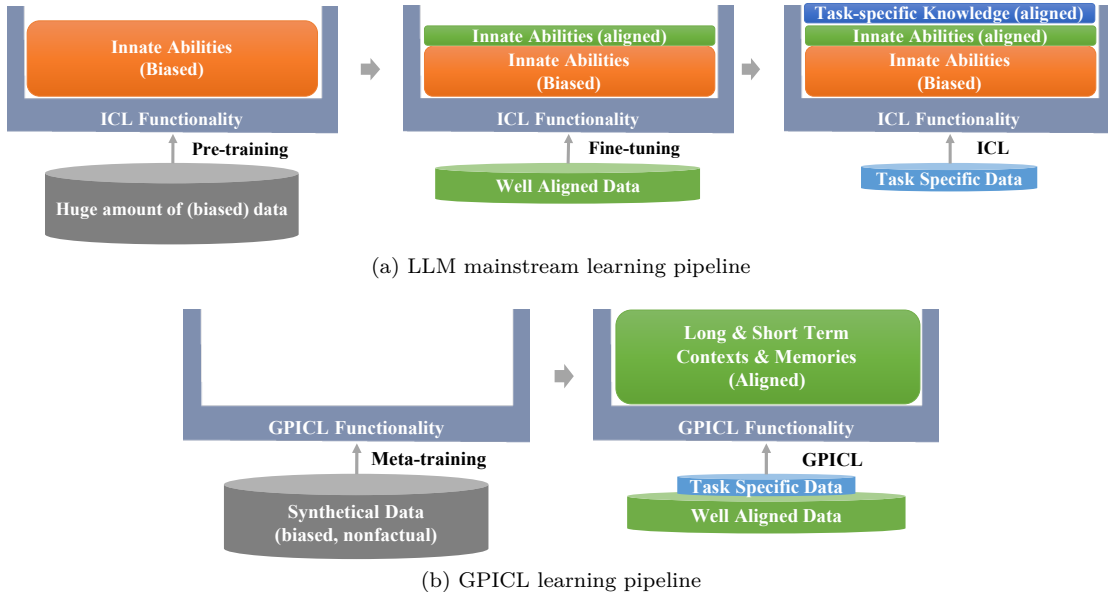 Innate Abilities
(Biased)
ICL Functionality
Pre-training
Huge amount of (biased) data
Innate Abilities (aligned)
Innate Abilities
(Biased)
ICL Functionality
Fine-tuning
Well Aligned Data
Task-specific Knowledge (aligned)
Innate Abilities (aligned)
Innate Abilities
(Biased)
ICL Functionality
ICL
Task Specific Data
(a) LLM mainstream learning pipeline
GPICL Functionality
Meta-training
Synthetical Data
(biased, nonfactual)
Long & Short Term
Contexts & Memories
(Aligned)
GPICL Functionality
GPICL
Task Specific Data
Well Aligned Data
(b) GPICL learning pipeline